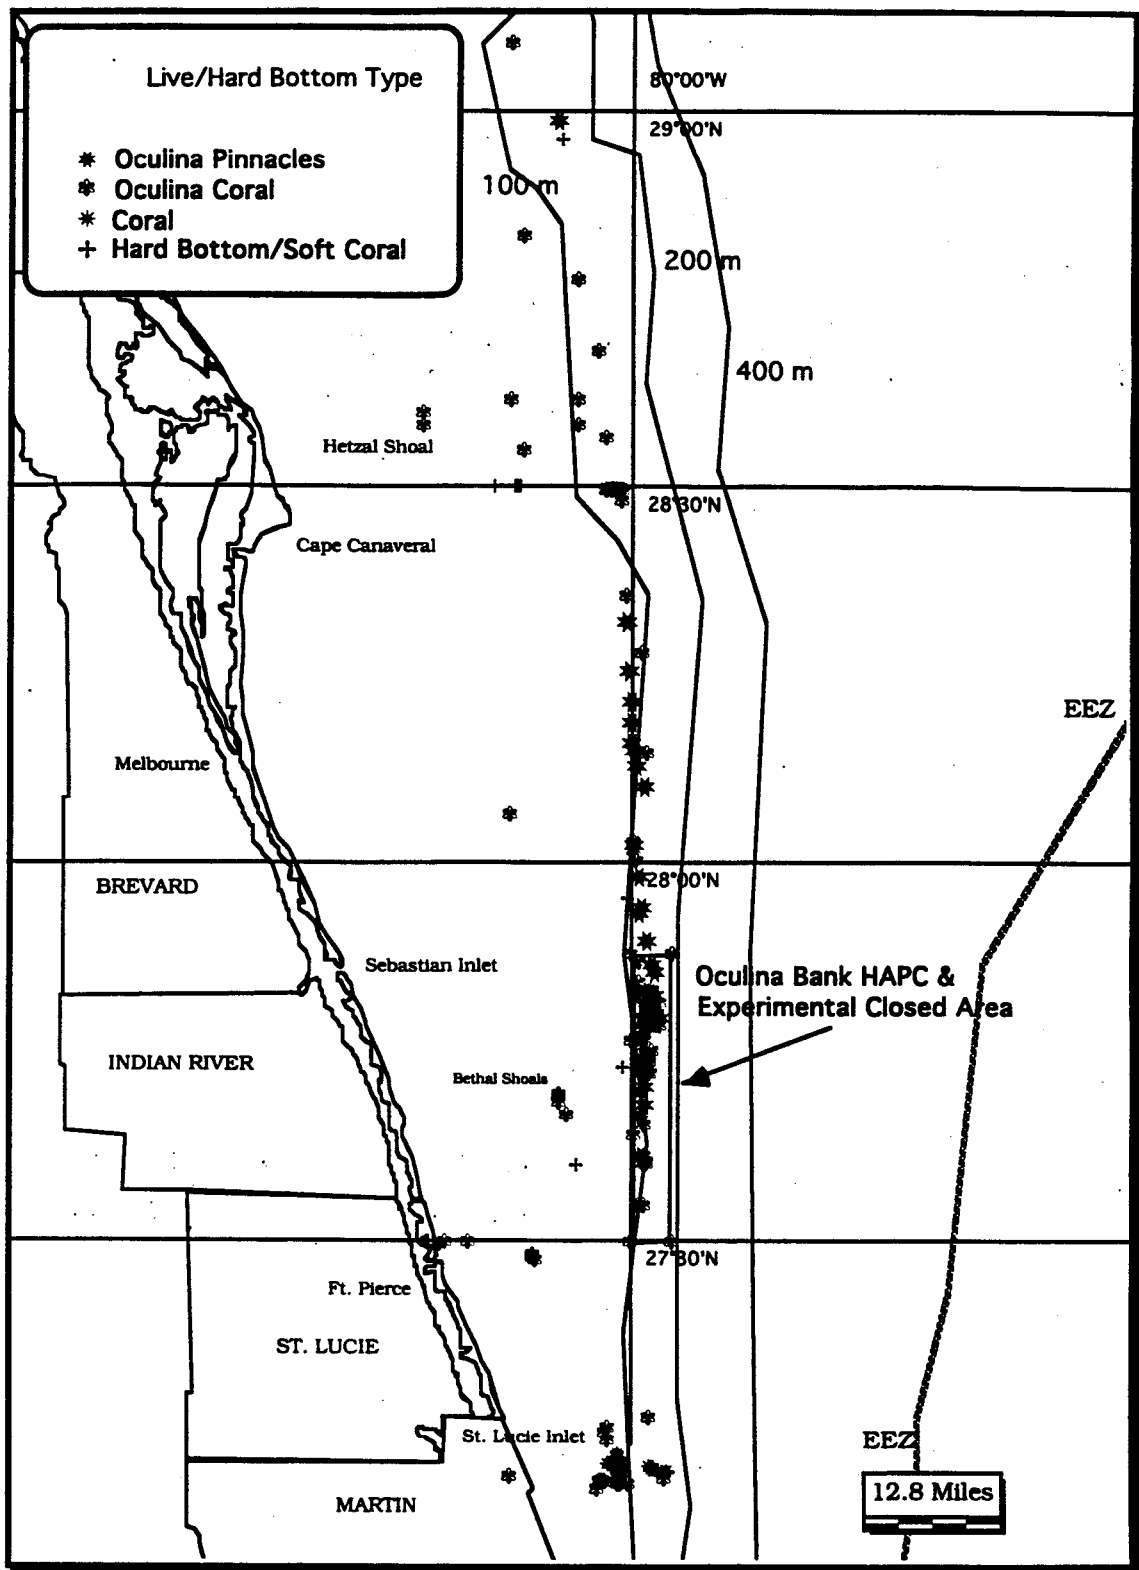 Live/Hard Bottom Type
Oculina Pinnacles
Oculina Coral
Coral
Hard Bottom/Soft Coral
80°00'W
29°00'N
100 m
200 m
400 m
Hetzal Shoal
28°30'N
Cape Canaveral
EEZ
Melbourne
28°00'N
BREVARD
Sebastian Inlet
Oculina Bank HAPC &
Experimental Closed Area
INDIAN RIVER
Bethal Shoals
27°30'N
Ft. Pierce
ST. LUCIE
St. Lucie Inlet
EEZ
12.8 Miles
MARTIN